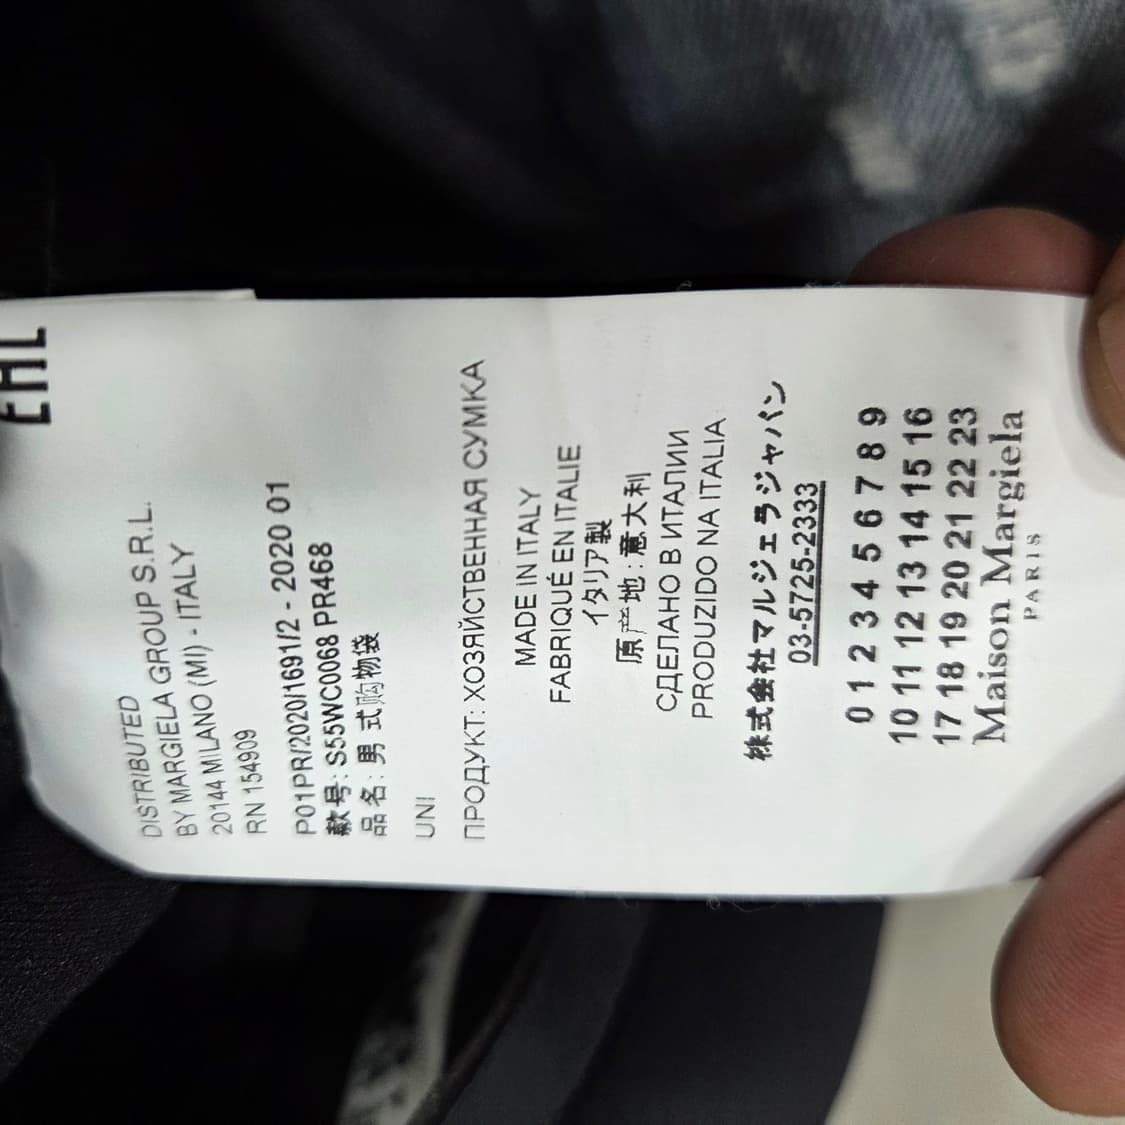 EAC
DISTRIBUTED
BY MARGIELA GROUP S.R.L.
20144 MILANO (MI) - ITALY
RN 154909
P01PR/2020/1691/2 - 2020 01
款号: S55WC0068 PR468
品名: 男式购物袋
UNI
ПРОДУКТ: ХОЗЯЙСТВЕННАЯ СУМКА
MADE IN ITALY
FABRIQUÉ EN ITALIE
イタリア製
原产地:意大利
СДЕЛАНО В ИТАЛИИ
PRODUZIDO NA ITALIA
株式会社マルジェラジャパン
03-5725-2333
0 1 2 3 4 5 6 7 8 9
10 11 12 13 14 15 16
17 18 19 20 21 22 23
Maison Margiela
PARIS